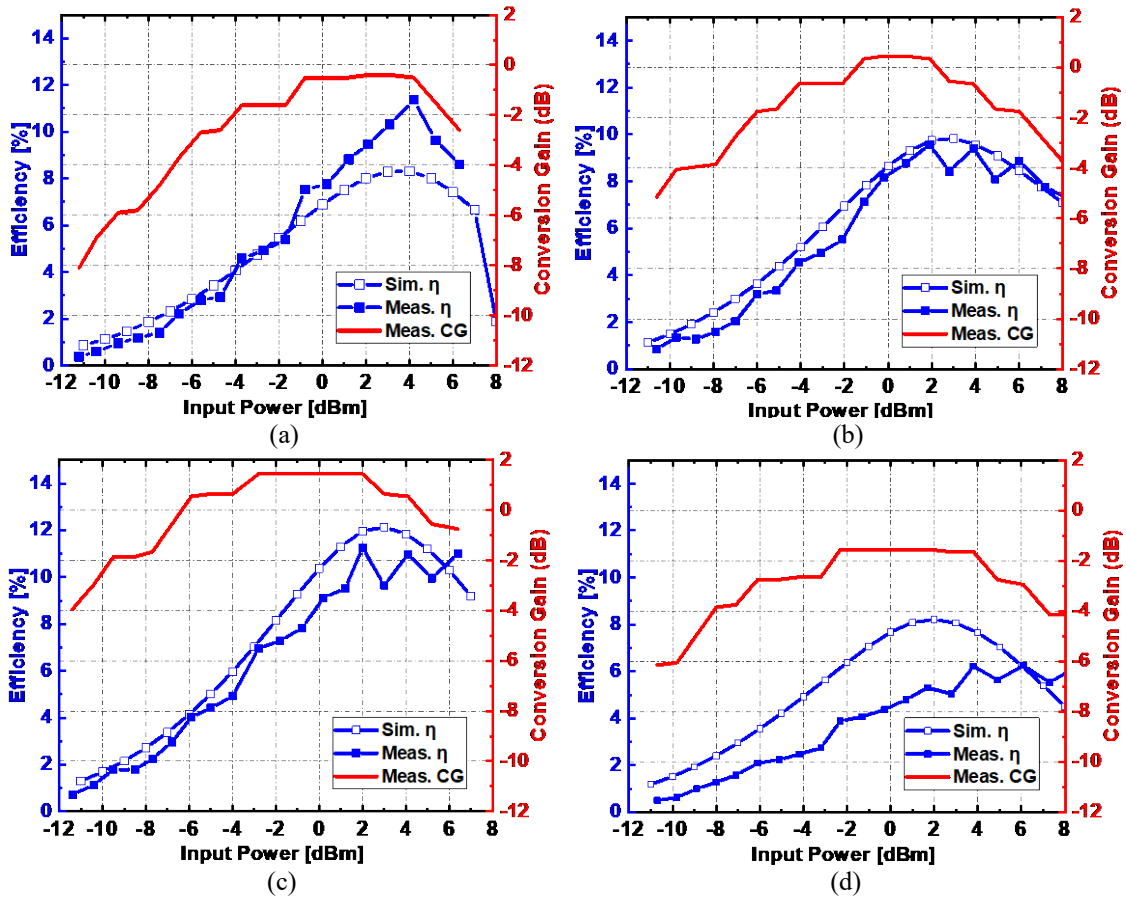 14
12
10
8
6
4
2
0
Efficiency [%]
2
0
-2
-4
-6
-8
-10
-12
Conversion Gain (dB)
Sim. η
Meas. η
Meas. CG
-12 -10 -8 -6 -4 -2 0 2 4 6 8
Input Power [dBm]
(a)
14
12
10
8
6
4
2
0
Efficiency [%]
2
0
-2
-4
-6
-8
-10
-12
Conversion Gain (dB)
Sim. η
Meas. η
Meas. CG
-12 -10 -8 -6 -4 -2 0 2 4 6 8
Input Power [dBm]
(b)
14
12
10
8
6
4
2
0
Efficiency [%]
2
0
-2
-4
-6
-8
-10
-12
Conversion Gain (dB)
Sim. η
Meas. η
Meas. CG
-12 -10 -8 -6 -4 -2 0 2 4 6 8
Input Power [dBm]
(c)
14
12
10
8
6
4
2
0
Efficiency [%]
2
0
-2
-4
-6
-8
-10
-12
Conversion Gain (dB)
Sim. η
Meas. η
Meas. CG
-12 -10 -8 -6 -4 -2 0 2 4 6 8
Input Power [dBm]
(d)